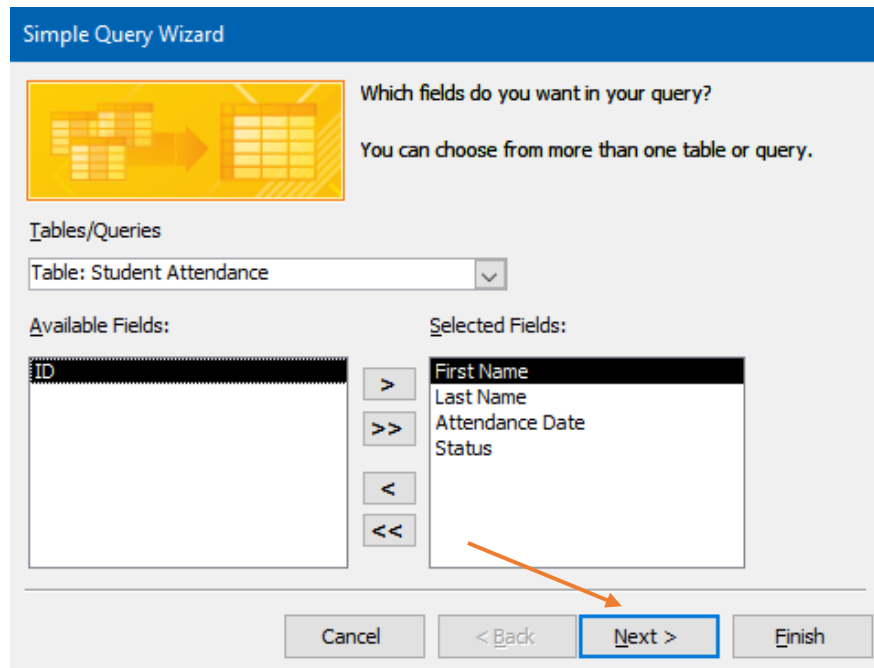 Simple Query Wizard
Which fields do you want in your query?
You can choose from more than one table or query.
Tables/Queries
Table: Student Attendance
Available Fields:
Selected Fields:
ID
>
>>
<
<<
First Name
Last Name
Attendance Date
Status
Cancel
< Back
Next >
Finish